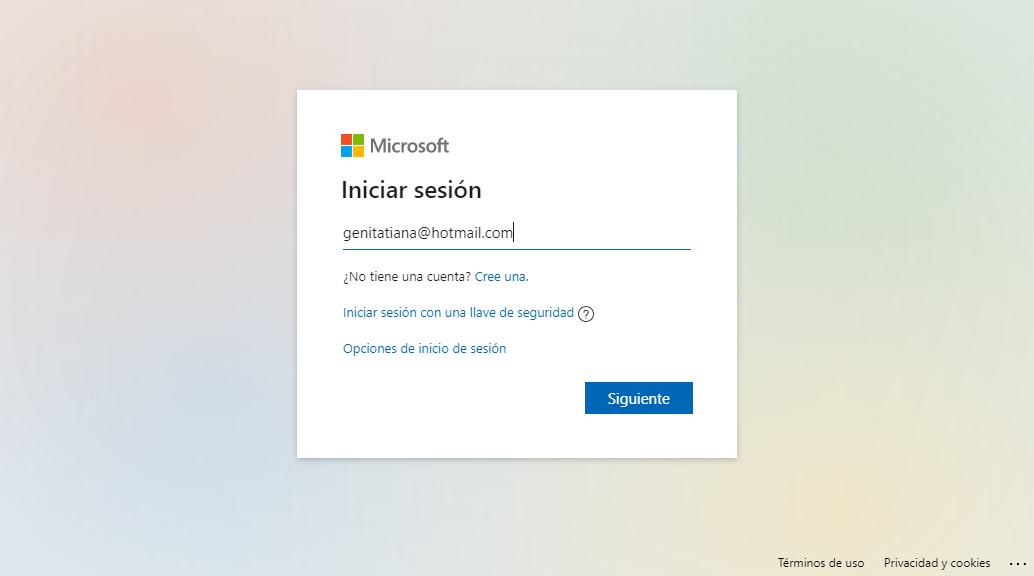 Microsoft
Iniciar sesión
genitatiana@hotmail.com
¿No tiene una cuenta? Cree una.
Iniciar sesión con una llave de seguridad ?
Opciones de inicio de sesión
Siguiente
Términos de uso Privacidad y cookies ...